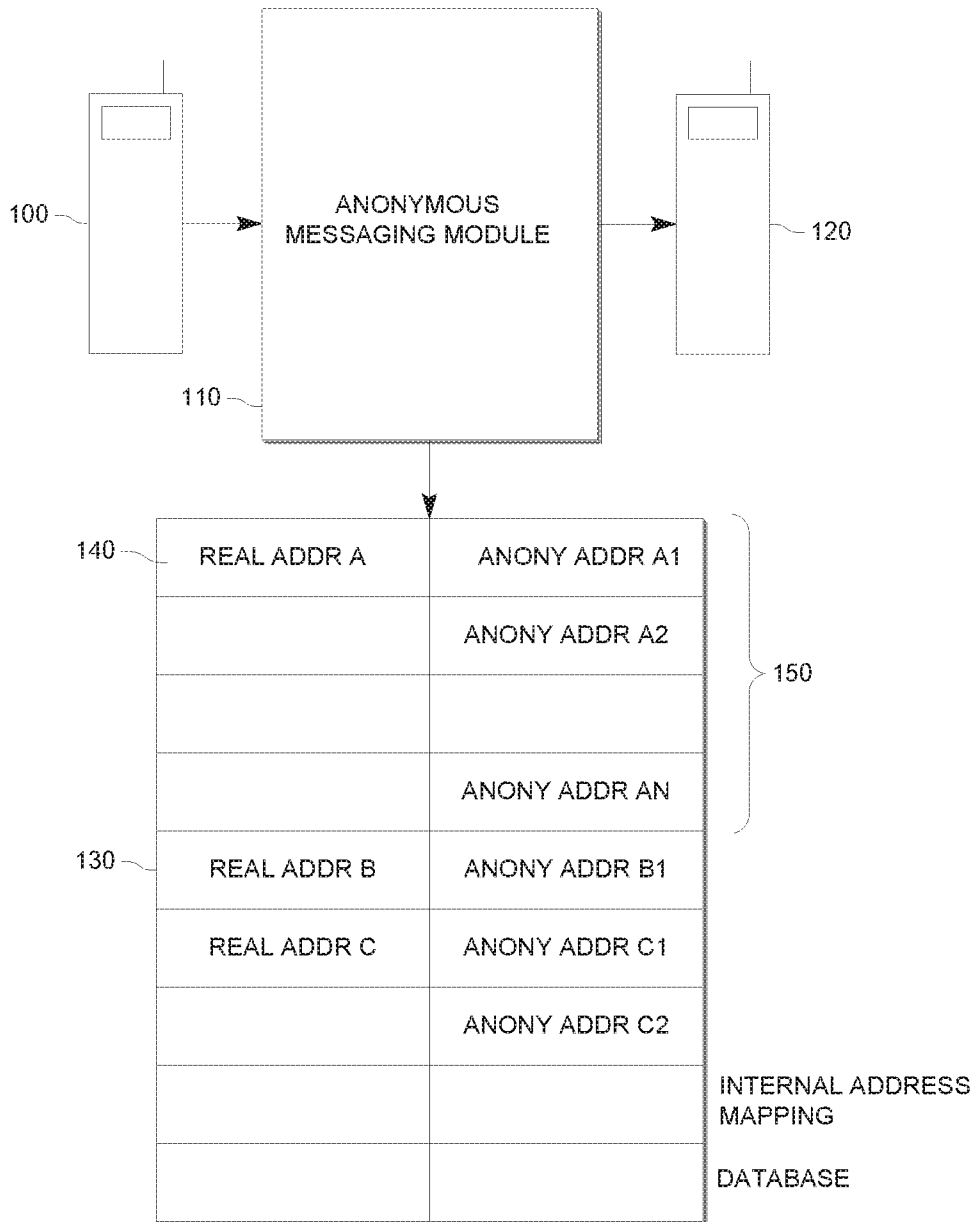 100
ANONYMOUS
MESSAGING MODULE
120
110
140
REAL ADDR A
ANONY ADDR A1
ANONY ADDR A2
150
ANONY ADDR AN
130
REAL ADDR B
ANONY ADDR B1
REAL ADDR C
ANONY ADDR C1
ANONY ADDR C2
INTERNAL ADDRESS
MAPPING
DATABASE